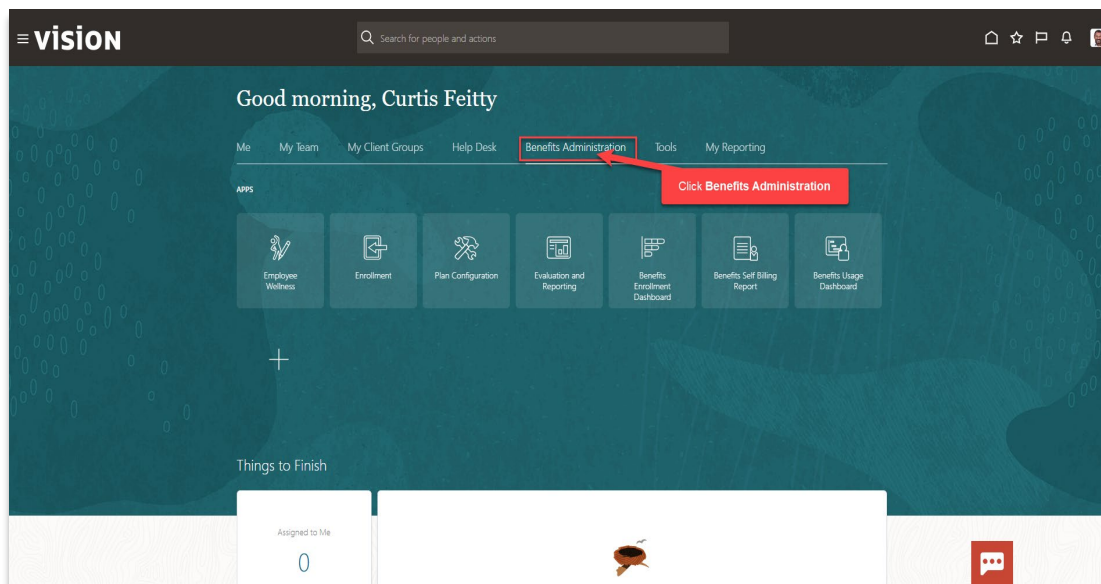 VISION
Search for people and actions
Good morning, Curtis Feitty
Me My Team My Client Groups Help Desk Benefits Administration Tools My Reporting
Click Benefits Administration
APPS
Employee
Wellness
Enrollment
Plan Configuration
Evaluation and
Reporting
Benefits
Enrollment
Dashboard
Benefits Self Billing
Report
Benefits Usage
Dashboard
Things to Finish
Assigned to Me
0